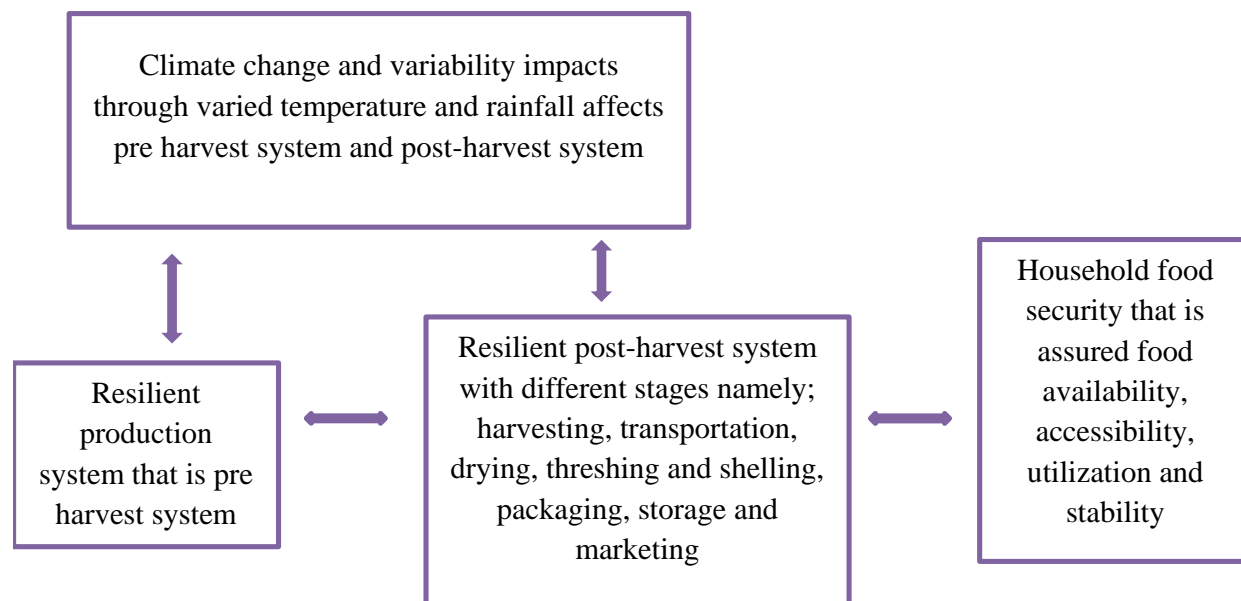 Climate change and variability impacts
through varied temperature and rainfall affects
pre harvest system and post-harvest system
Resilient
production
system that is pre
harvest system
Resilient post-harvest system
with different stages namely;
harvesting, transportation,
drying, threshing and shelling,
packaging, storage and
marketing
Household food
security that is
assured food
availability,
accessibility,
utilization and
stability